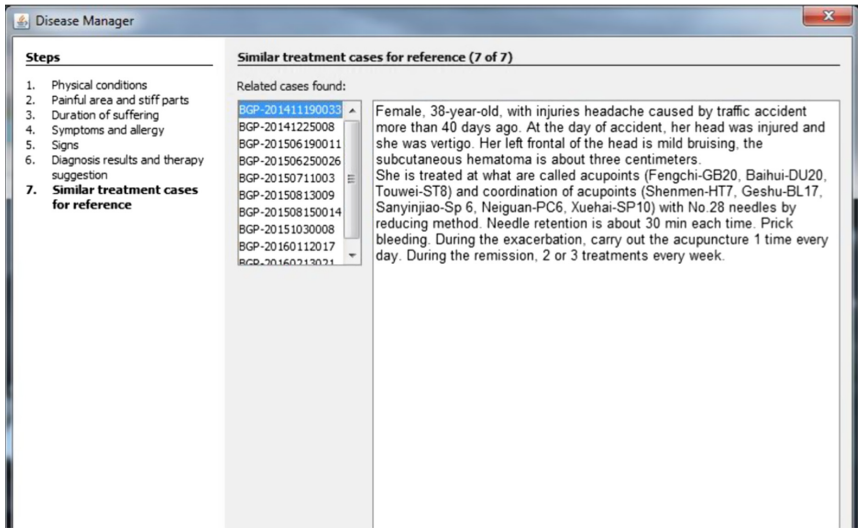 Disease Manager
Steps
1. Physical conditions
2. Painful area and stiff parts
3. Duration of suffering
4. Symptoms and allergy
5. Signs
6. Diagnosis results and therapy
suggestion
7. Similar treatment cases
for reference
Similar treatment cases for reference (7 of 7)
Related cases found:
BGP-201411190033
BGP-20141225008
BGP-201506190011
BGP-201506250026
BGP-20150711003
BGP-20150813009
BGP-201508150014
BGP-20151030008
BGP-20160112017
BGP-20160213021
Female, 38-year-old, with injuries headache caused by traffic accident
more than 40 days ago. At the day of accident, her head was injured and
she was vertigo. Her left frontal of the head is mild bruising, the
subcutaneous hematoma is about three centimeters.
She is treated at what are called acupoints (Fengchi-GB20, Baihui-DU20,
Touwei-ST8) and coordination of acupoints (Shenmen-HT7, Geshu-BL17,
Sanyinjiao-Sp 6, Neiguan-PC6, Xuehai-SP10) with No.28 needles by
reducing method. Needle retention is about 30 min each time. Prick
bleeding. During the exacerbation, carry out the acupuncture 1 time every
day. During the remission, 2 or 3 treatments every week.